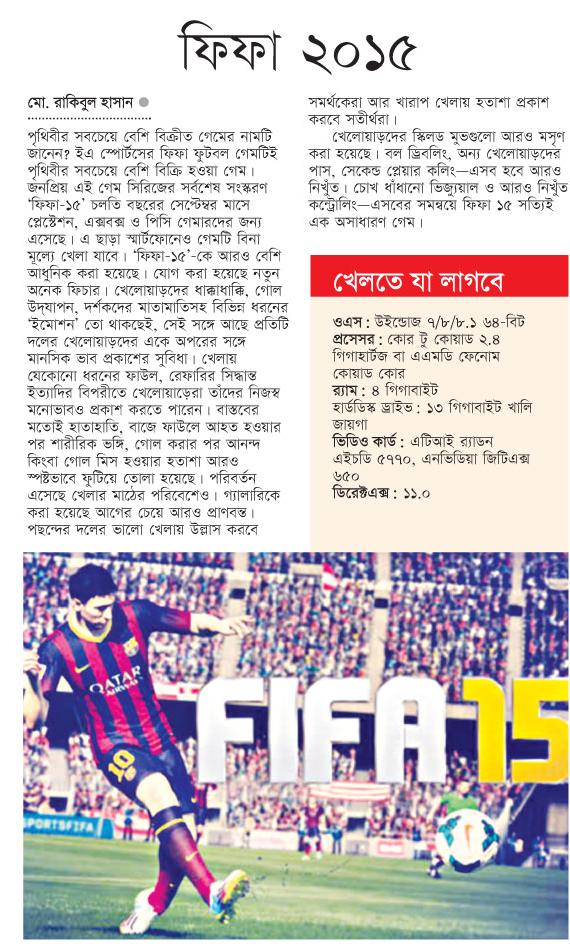 ফিফা ২০১৫
মো. রাকিবুল হাসান
পৃথিবীর সবচেয়ে বেশি বিক্রীত গেমের নামটি
জানেন? ইএ স্পোর্টসের ফিফা ফুটবল গেমটিই
পৃথিবীর সবচেয়ে বেশি বিক্রি হওয়া গেম।
জনপ্রিয় এই গেম সিরিজের সর্বশেষ সংস্করণ
‘ফিফা-১৫’ চলতি বছরের সেপ্টেম্বর মাসে
প্লেস্টেশন, এক্সবক্স ও পিসি গেমারদের জন্য
এসেছে। এ ছাড়া স্মার্টফোনেও গেমটি বিনা
মূল্যে খেলা যাবে। ‘ফিফা-১৫’-কে আরও বেশি
আধুনিক করা হয়েছে। যোগ করা হয়েছে নতুন
অনেক ফিচার। খেলোয়াড়দের ধাক্কাধাক্কি, গোল
উদ্‌যাপন, দর্শকদের মাতামাতিসহ বিভিন্ন ধরনের
‘ইমোশন’ তো থাকছেই, সেই সঙ্গে আছে প্রতিটি
দলের খেলোয়াড়দের একে অপরের সঙ্গে
মানসিক ভাব প্রকাশের সুবিধা। খেলায়
যেকোনো ধরনের ফাউল, রেফারির সিদ্ধান্ত
ইত্যাদির বিপরীতে খেলোয়াড়েরা তাঁদের নিজস্ব
মনোভাবও প্রকাশ করতে পারেন। বাস্তবের
মতোই হাতাহাতি, বাজে ফাউলে আহত হওয়ার
পর শারীরিক ভঙ্গি, গোল করার পর আনন্দ
কিংবা গোল মিস হওয়ার হতাশা আরও
স্পষ্টভাবে ফুটিয়ে তোলা হয়েছে। পরিবর্তন
এসেছে খেলার মাঠের পরিবেশেও। গ্যালারিকে
করা হয়েছে আগের চেয়ে আরও প্রাণবন্ত।
পছন্দের দলের ভালো খেলায় উল্লাস করবে
সমর্থকেরা আর খারাপ খেলায় হতাশা প্রকাশ
করবে সতীর্থরা।
খেলোয়াড়দের স্কিলড মুভগুলো আরও মসৃণ
করা হয়েছে। বল ড্রিবলিং, অন্য খেলোয়াড়দের
পাস, সেকেন্ড প্লেয়ার কলিং—এসব হবে আরও
নিখুঁত। চোখ ধাঁধানো ভিজ্যুয়াল ও আরও নিখুঁত
কন্ট্রোলিং—এসবের সমন্বয়ে ফিফা ১৫ সত্যিই
এক অসাধারণ গেম।
খেলতে যা লাগবে
ওএস : উইন্ডোজ ৭/৮/৮.১ ৬৪-বিট
প্রসেসর : কোর টু কোয়াড ২.৪
গিগাহার্টজ বা এএমডি ফেনোম
কোয়াড কোর
র‍্যাম : ৪ গিগাবাইট
হার্ডডিস্ক ড্রাইভ : ১৩ গিগাবাইট খালি
জায়গা
ভিডিও কার্ড : এটিআই র‍্যাডন
এইচডি ৫৭৭০, এনভিডিয়া জিটিএক্স
৬৫০
ডিরেক্টএক্স : ১১.০
QATAR
AIRWAYS
10
FIFA 15
PORTSFIFA